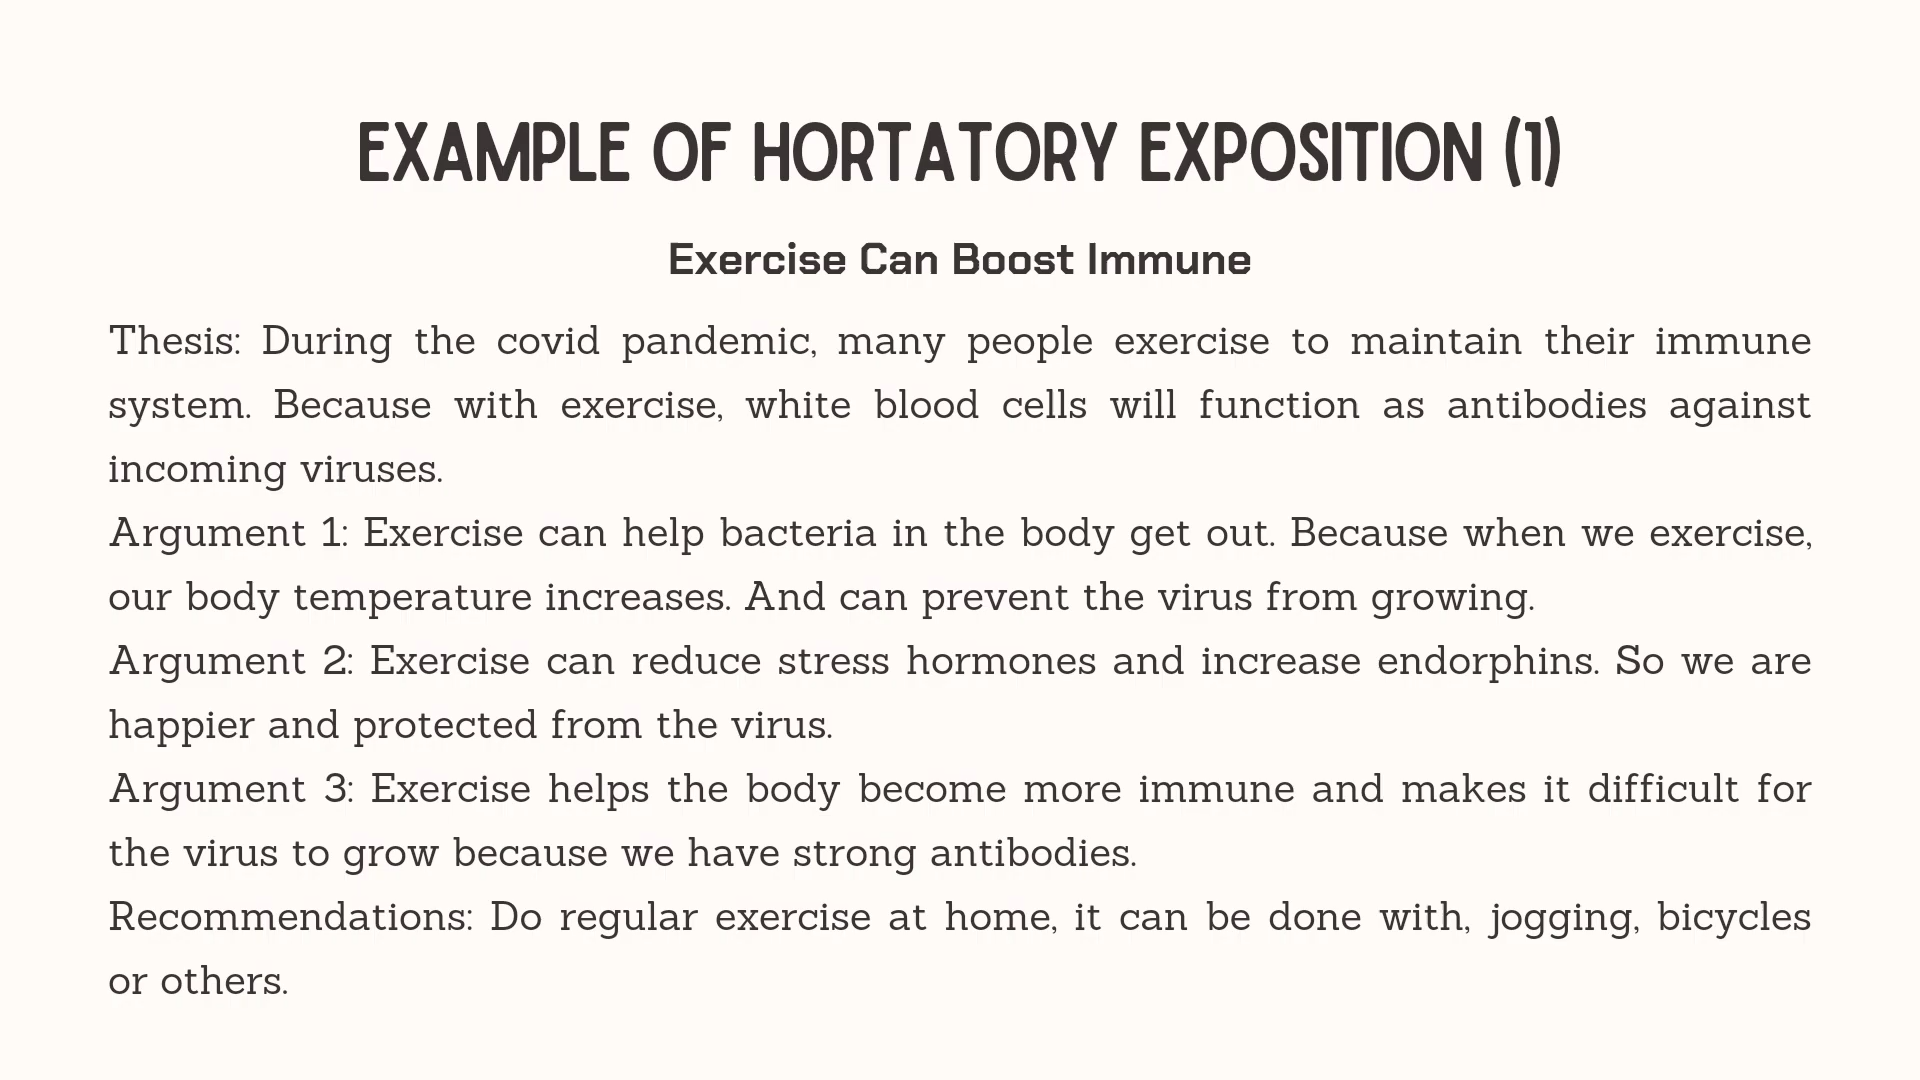 EXAMPLE OF HORTATORY EXPOSITION (1)
Exercise Can Boost Immune
Thesis: During the covid pandemic, many people exercise to maintain their immune
system. Because with exercise, white blood cells will function as antibodies against
incoming viruses.
Argument 1: Exercise can help bacteria in the body get out. Because when we exercise,
our body temperature increases. And can prevent the virus from growing.
Argument 2: Exercise can reduce stress hormones and increase endorphins. So we are
happier and protected from the virus.
Argument 3: Exercise helps the body become more immune and makes it difficult for
the virus to grow because we have strong antibodies.
Recommendations: Do regular exercise at home, it can be done with, jogging, bicycles
or others.